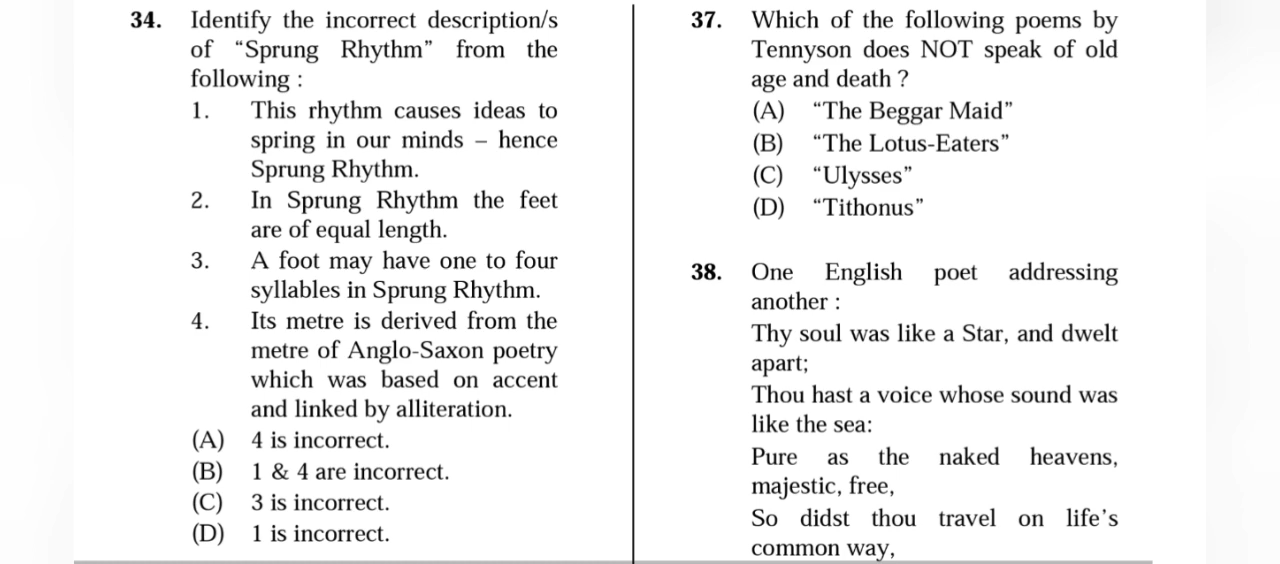 34. Identify the incorrect description/s
of “Sprung Rhythm” from the
following :
1. This rhythm causes ideas to
spring in our minds – hence
Sprung Rhythm.
2. In Sprung Rhythm the feet
are of equal length.
3. A foot may have one to four
syllables in Sprung Rhythm.
4. Its metre is derived from the
metre of Anglo-Saxon poetry
which was based on accent
and linked by alliteration.
(A) 4 is incorrect.
(B) 1 & 4 are incorrect.
(C) 3 is incorrect.
(D) 1 is incorrect.
37. Which of the following poems by
Tennyson does NOT speak of old
age and death ?
(A) “The Beggar Maid”
(B) “The Lotus-Eaters”
(C) “Ulysses”
(D) “Tithonus”
38. One English poet addressing
another :
Thy soul was like a Star, and dwelt
apart;
Thou hast a voice whose sound was
like the sea:
Pure as the naked heavens,
majestic, free,
So didst thou travel on life’s
common way,